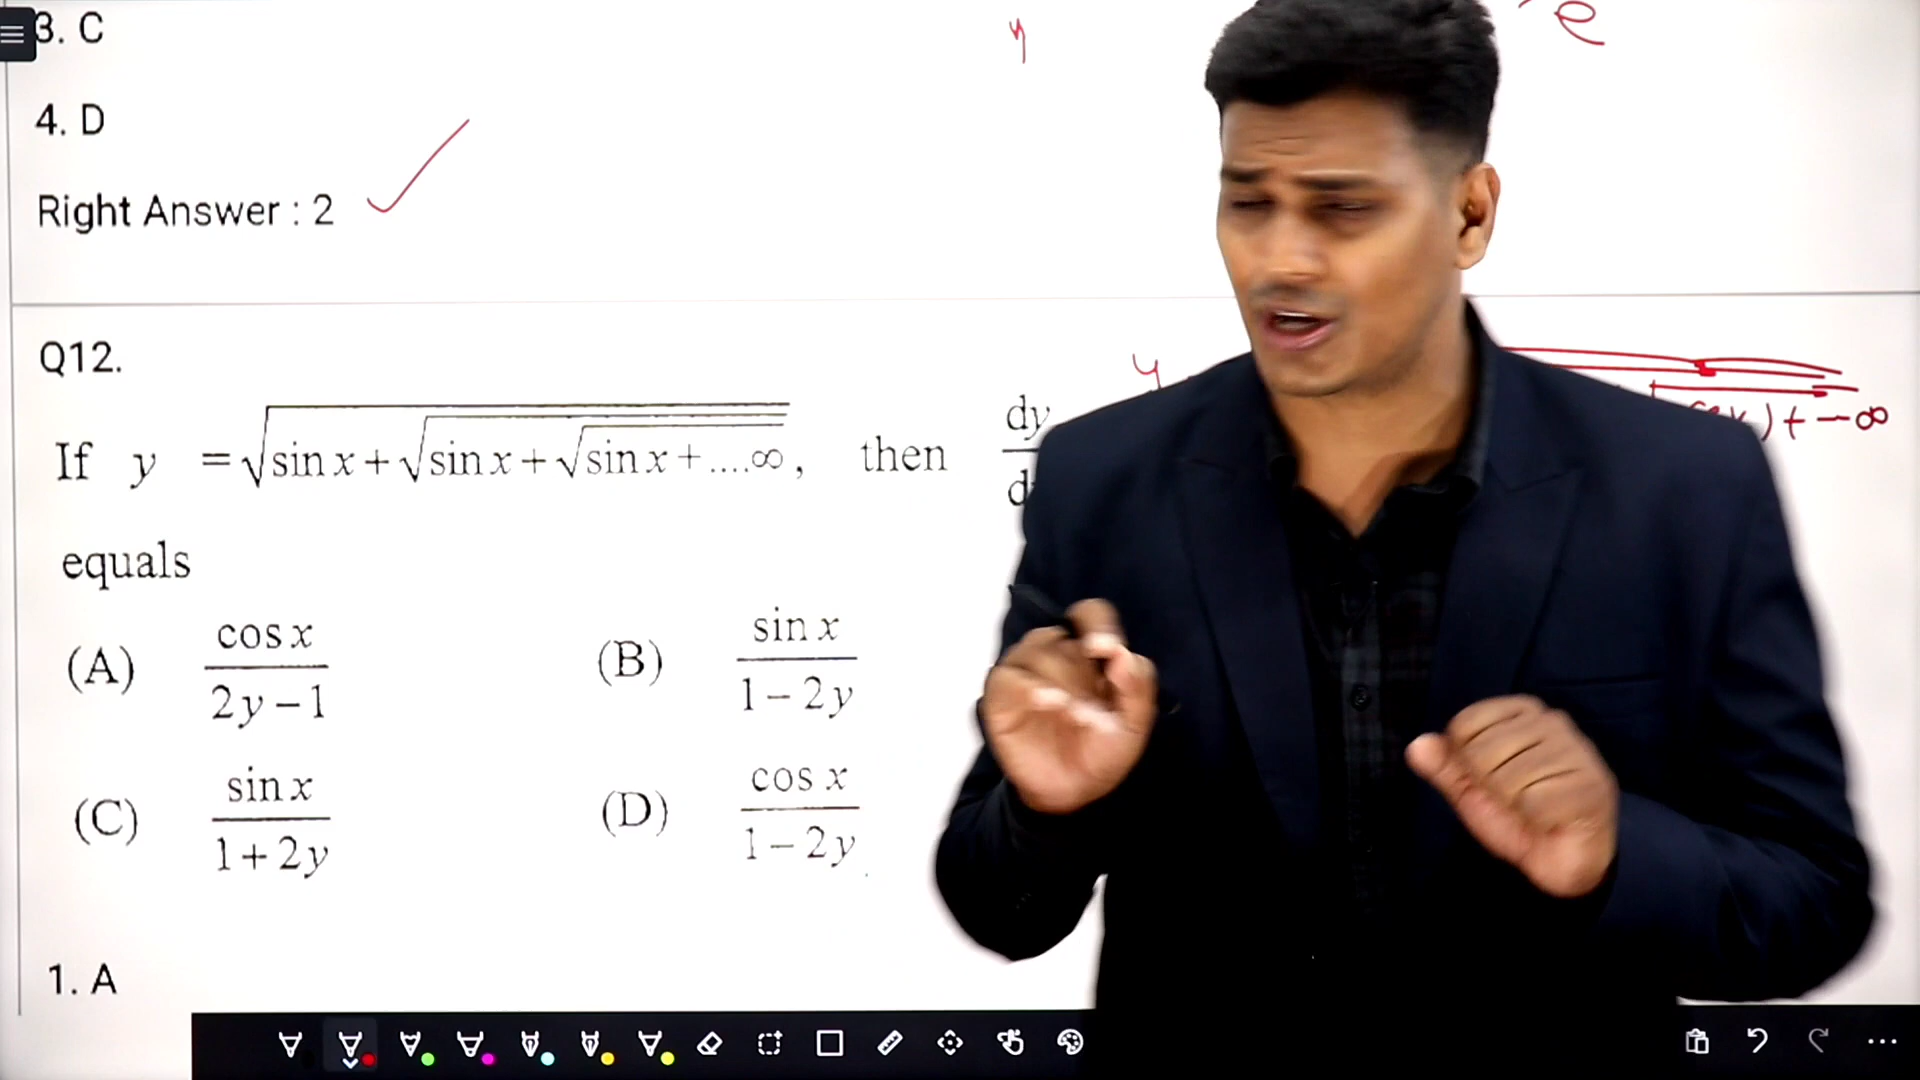 3. C
4. D
Right Answer : 2
Q12.
If y = √sin x + √sin x + √sin x + ....∞ , then dy
equals
(A) cos x / 2y − 1 (B) sin x / 1 − 2y
(C) sin x / 1 + 2y (D) cos x / 1 − 2y
1. A
y
) + − ∞
e